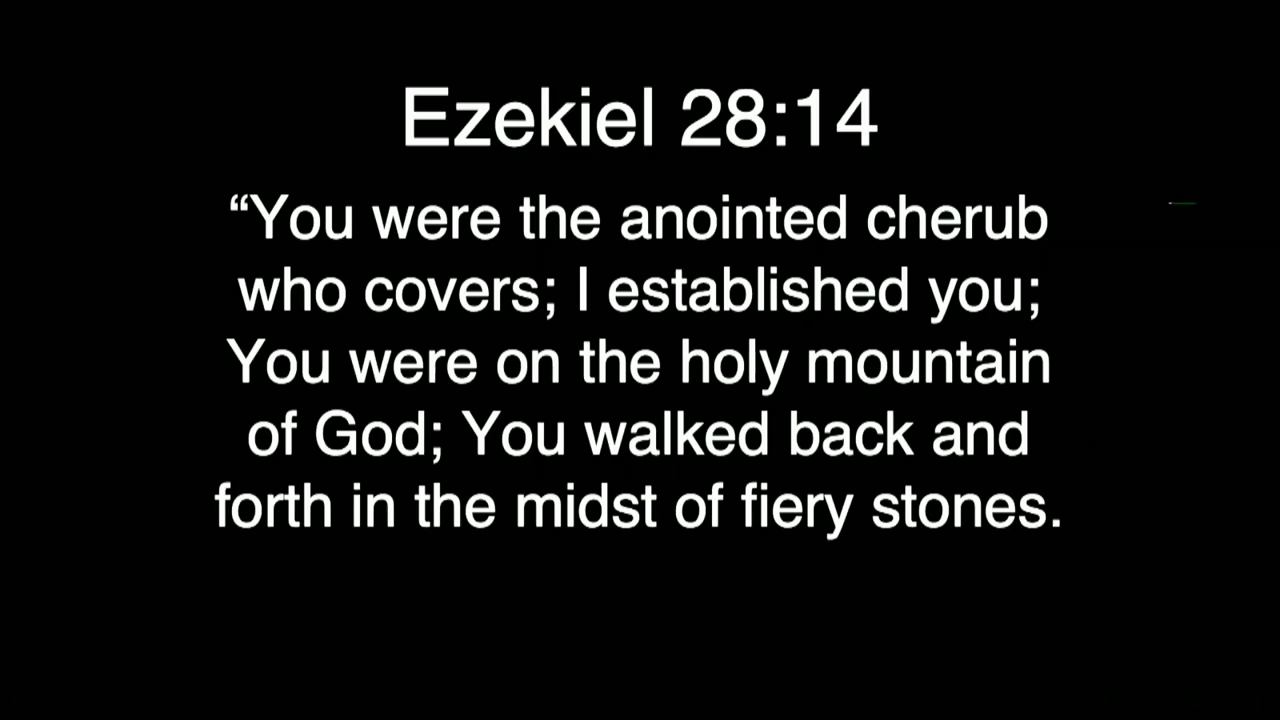 Ezekiel 28:14
“You were the anointed cherub
who covers; I established you;
You were on the holy mountain
of God; You walked back and
forth in the midst of fiery stones.